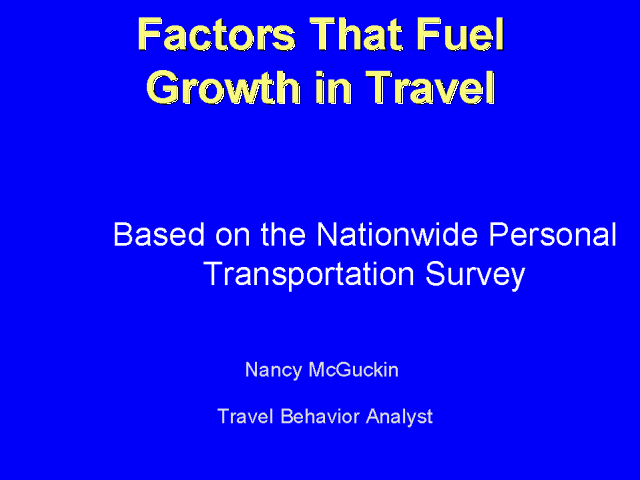 Factors That Fuel
Growth in Travel
Based on the Nationwide Personal
Transportation Survey
Nancy McGuckin
Travel Behavior Analyst